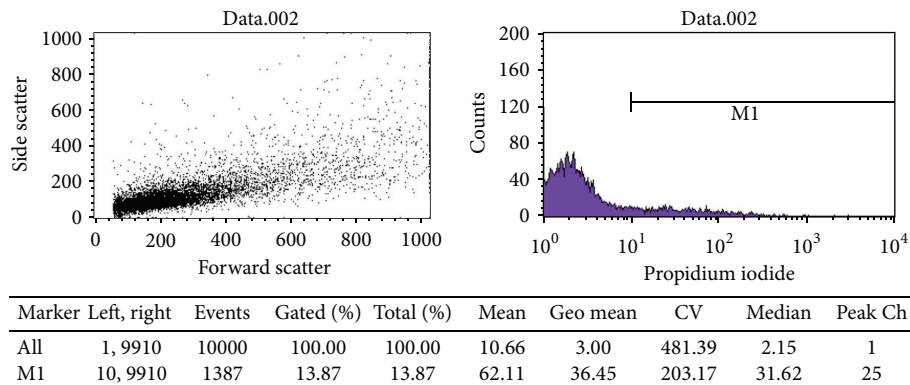 Data.002
1000
800
600
400
200
0
Side scatter
0 200 400 600 800 1000
Forward scatter
Data.002
200
160
120
80
40
0
Counts
M1
10^0 10^1 10^2 10^3 10^4
Propidium iodide
Marker Left, right Events Gated (%) Total (%) Mean Geo mean CV Median Peak Ch
All 1, 9910 10000 100.00 100.00 10.66 3.00 481.39 2.15 1
M1 10, 9910 1387 13.87 13.87 62.11 36.45 203.17 31.62 25